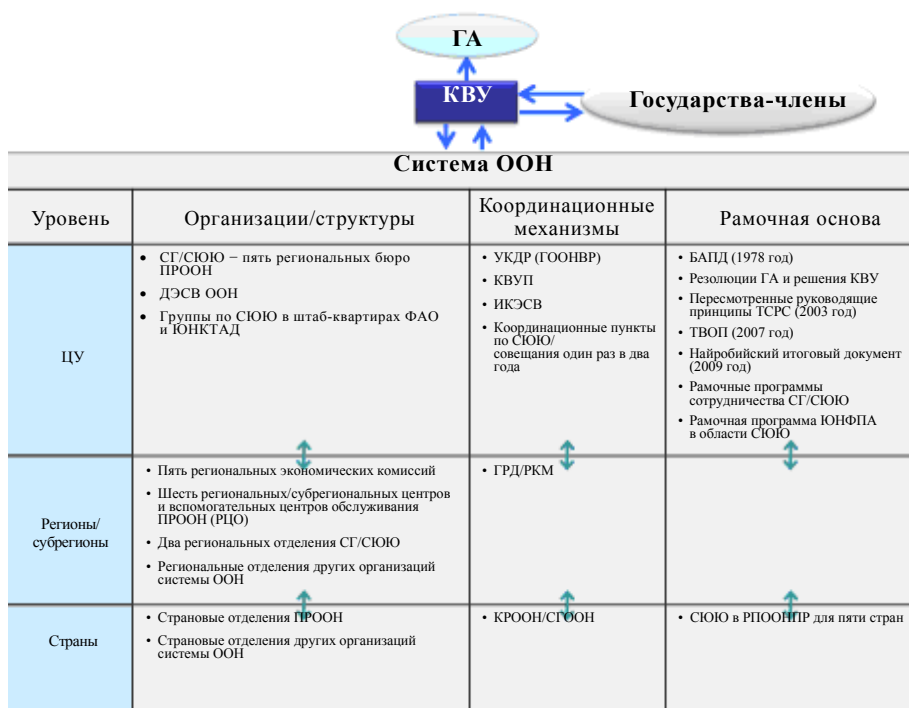 ГА
КВУ
Государства-члены
Система ООН
Уровень
Организации/структуры
Координационные
механизмы
Рамочная основа
ЦУ
• СГ/СЮЮ − пять региональных бюро
ПРООН
• ДЭСВ ООН
• Группы по СЮЮ в штаб-квартирах ФАО
и ЮНКТАД
• УКДР (ГООНВР)
• КВУП
• ИКЭСВ
• Координационные пункты
по СЮЮ/
совещания один раз в два
года
• БАПД (1978 год)
• Резолюции ГА и решения КВУ
• Пересмотренные руководящие
принципы ТСРС (2003 год)
• ТВОП (2007 год)
• Найробийский итоговый документ
(2009 год)
• Рамочные программы
сотрудничества СГ/СЮЮ
• Рамочная программа ЮНФПА
в области СЮЮ
Регионы/
субрегионы
• Пять региональных экономических комиссий
• Шесть региональных/субрегиональных центров
и вспомогательных центров обслуживания
ПРООН (РЦО)
• Два региональных отделения СГ/СЮЮ
• Региональные отделения других организаций
системы ООН
• ГРД/РКМ
Страны
• Страновые отделения ПРООН
• Страновые отделения других организаций
системы ООН
• КРООН/СГООН
• СЮЮ в РПООНПР для пяти стран